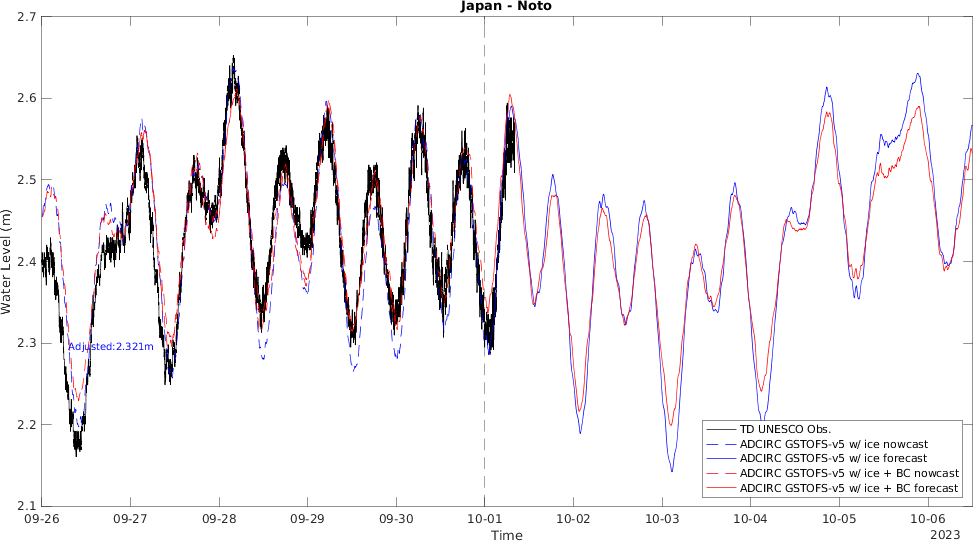 Japan - Noto
2.7
2.6
2.5
2.4
2.3
2.2
2.1
Water Level (m)
Adjusted:2.321m
TD UNESCO Obs.
ADCIRC GSTOFS-v5 w/ ice nowcast
ADCIRC GSTOFS-v5 w/ ice forecast
ADCIRC GSTOFS-v5 w/ ice + BC nowcast
ADCIRC GSTOFS-v5 w/ ice + BC forecast
09-26 09-27 09-28 09-29 09-30 10-01 10-02 10-03 10-04 10-05 10-06
Time
2023